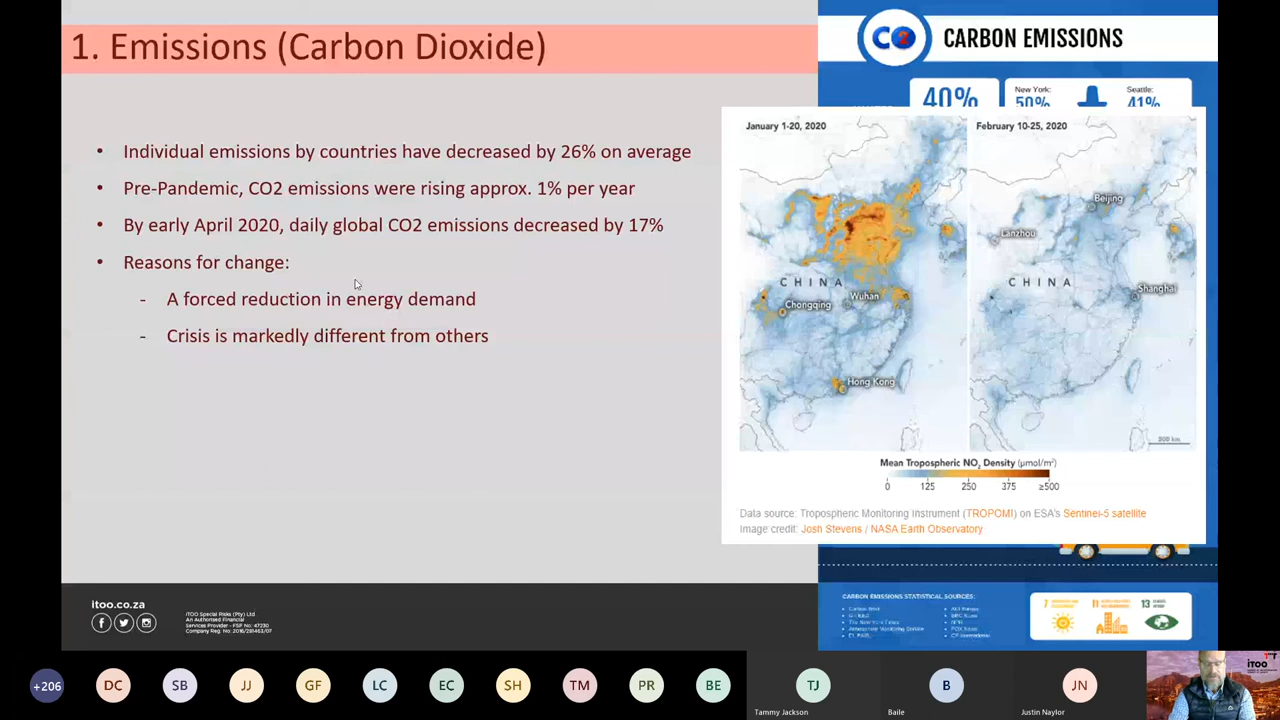 1. Emissions (Carbon Dioxide)
• Individual emissions by countries have decreased by 26% on average
• Pre-Pandemic, CO2 emissions were rising approx. 1% per year
• By early April 2020, daily global CO2 emissions decreased by 17%
• Reasons for change:
- A forced reduction in energy demand
- Crisis is markedly different from others
CO2 CARBON EMISSIONS
40%
New York:
50%
Seattle:
41%
January 1-20, 2020
February 10-25, 2020
Beijing
Lanzhou
CHINA
CHINA
Wuhan
Shanghai
Chongqing
Hong Kong
500 km
Mean Tropospheric NO2 Density (μmol/m²)
0 125 250 375 ≥500
Data source: Tropospheric Monitoring Instrument (TROPOMI) on ESA's Sentinel-5 satellite
Image credit: Josh Stevens / NASA Earth Observatory
CARBON EMISSIONS STATISTICAL SOURCES:
7
11
13
itoo.co.za
ITOO Special Risks (Pty) Ltd
An Authorised Financial
Services Provider - FSP No: 47230
+206
DC
SB
JJ
GF
LC
EC
SH
TM
PR
BE
TJ
Tammy Jackson
B
Baile
JN
Justin Naylor
itoo